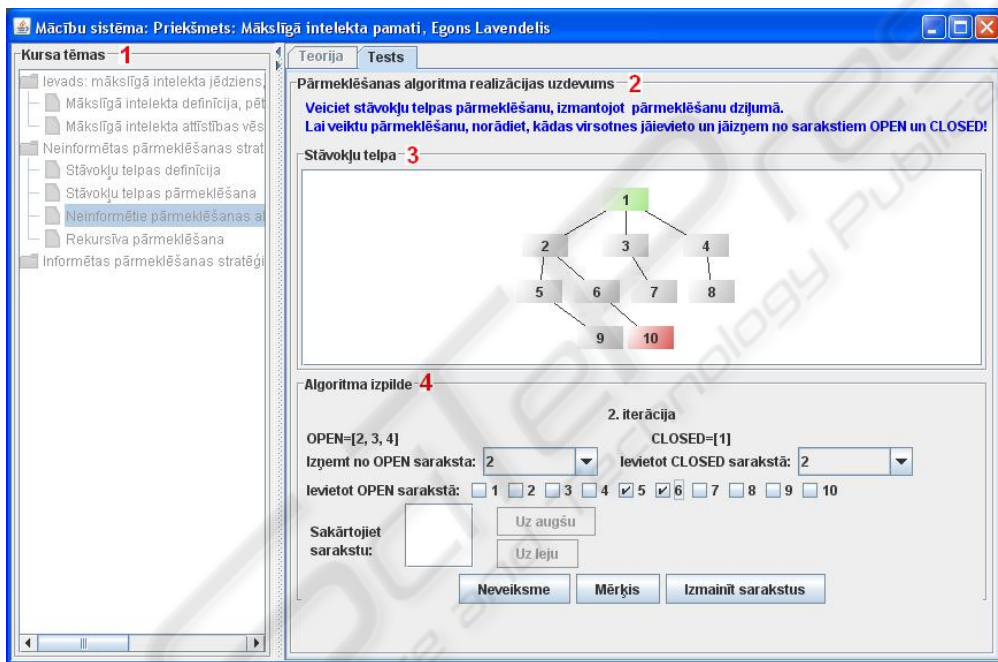 Mācību sistēma: Priekšmets: Mākslīgā intelekta pamati, Egons Lavendelis
Kursa tēmas 1
Ievads: mākslīgā intelekta jēdziens,
Mākslīgā intelekta definīcija, pēt
Mākslīgā intelekta attīstības vēs
Neinformētas pārmeklēšanas strat
Stāvokļu telpas definīcija
Stāvokļu telpas pārmeklēšana
Neinformētie pārmeklēšanas al
Rekursīva pārmeklēšana
Informētas pārmeklēšanas stratēģi
Teorija Tests
Pārmeklēšanas algoritma realizācijas uzdevums 2
Veiciet stāvokļu telpas pārmeklēšanu, izmantojot pārmeklēšanu dziļumā.
Lai veiktu pārmeklēšanu, norādiet, kādas virsotnes jāievieto un jāizņem no sarakstiem OPEN un CLOSED!
Stāvokļu telpa 3
1
2 3 4
5 6 7 8
9 10
Algoritma izpilde 4
2. iterācija
OPEN=[2, 3, 4] CLOSED=[1]
Izņemt no OPEN saraksta: 2 Ievietot CLOSED sarakstā: 2
Ievietot OPEN sarakstā: 1 2 3 4 5 6 7 8 9 10
Sakārtojiet
sarakstu:
Uz augšu
Uz leju
Neveiksme Mērķis Izmainīt sarakstus